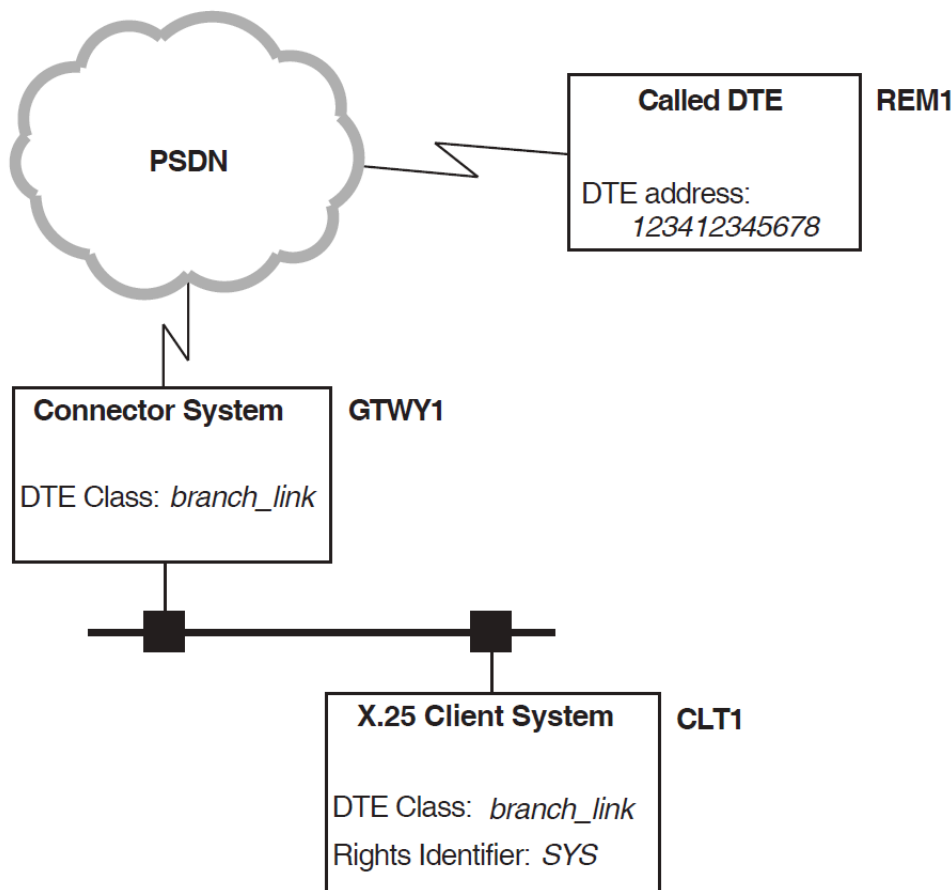 PSDN
Called DTE
REM1
DTE address:
123412345678
Connector System
GTWY1
DTE Class: branch_link
X.25 Client System
CLT1
DTE Class: branch_link
Rights Identifier: SYS